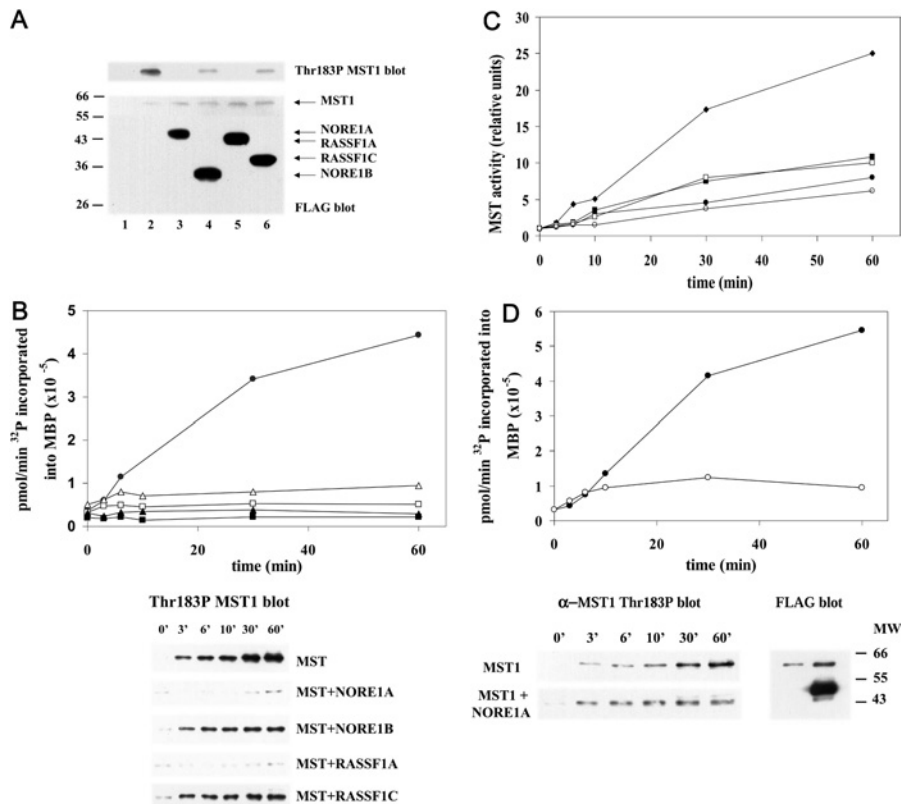 A
Thr183P MST1 blot
66
MST1
55
NORE1A
43
RASSF1A
RASSF1C
36
NORE1B
26
FLAG blot
1 2 3 4 5 6
C
MST activity (relative units)
30
25
20
15
10
5
0
0 10 30 40 60
time (min)
B
pmol/min ³²P incorporated
into MBP (x10 -5)
5
4
3
2
1
0
0 20 40 60
time (min)
Thr183P MST1 blot
0’ 3’ 6’ 10’ 30’ 60’
MST
MST+NORE1A
MST+NORE1B
MST+RASSF1A
MST+RASSF1C
D
pmol/min ³²P incorporated into
MBP (x10 -5)
6
5
4
3
2
1
0
0 20 40 60
time (min)
α–MST1 Thr183P blot
FLAG blot
0’ 3’ 6’ 10’ 30’ 60’
MW
MST1
66
55
MST1 +
NORE1A
43